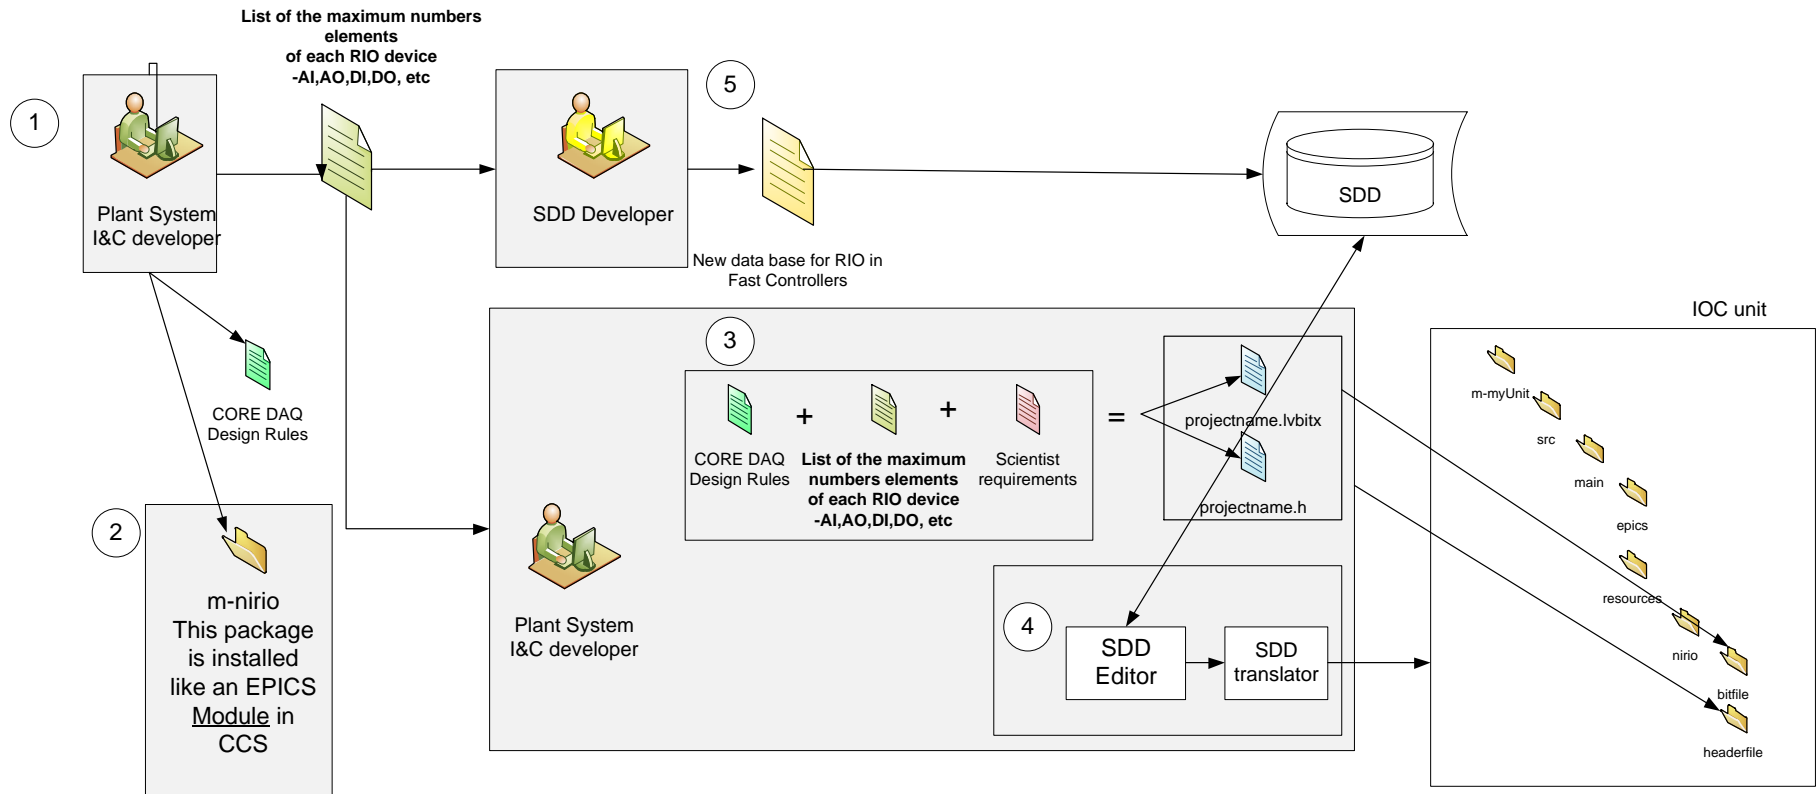 List of the maximum numbers
elements
of each RIO device
-AI,AO,DI,DO, etc
1
Plant System
I&C developer
SDD Developer
5
New data base for RIO in
Fast Controllers
SDD
CORE DAQ
Design Rules
2
m-nirio
This package
is installed
like an EPICS
Module in
CCS
3
CORE DAQ
Design Rules
+
List of the maximum
numbers elements
of each RIO device
-AI,AO,DI,DO, etc
+
Scientist
requirements
=
projectname.lvbitx
projectname.h
Plant System
I&C developer
4
SDD
Editor
SDD
translator
IOC unit
m-myUnit
src
main
epics
resources
nirio
bitfile
headerfile